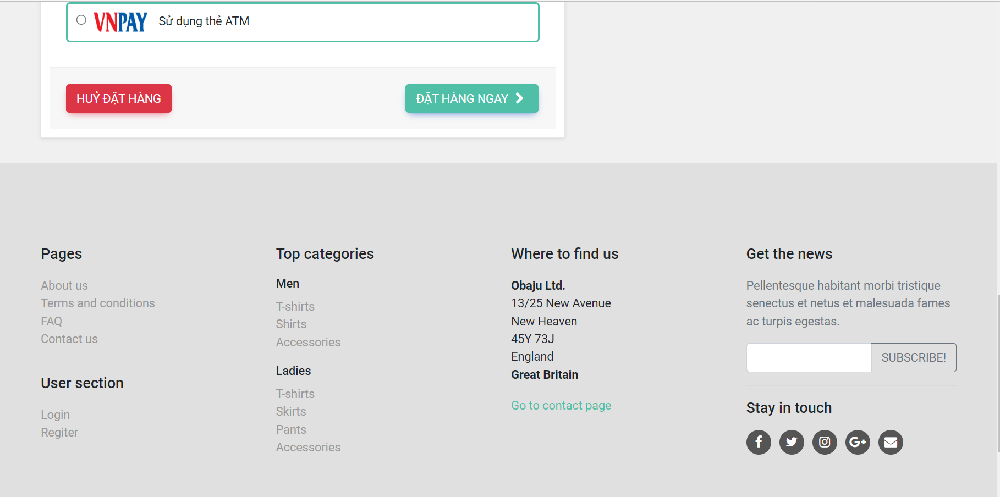 VNPAY Sử dụng thẻ ATM
HUỶ ĐẶT HÀNG
ĐẶT HÀNG NGAY
Pages
About us
Terms and conditions
FAQ
Contact us
User section
Login
Regiter
Top categories
Men
T-shirts
Shirts
Accessories
Ladies
T-shirts
Skirts
Pants
Accessories
Where to find us
Obaju Ltd.
13/25 New Avenue
New Heaven
45Y 73J
England
Great Britain
Go to contact page
Get the news
Pellentesque habitant morbi tristique
senectus et netus et malesuada fames
ac turpis egestas.
SUBSCRIBE!
Stay in touch